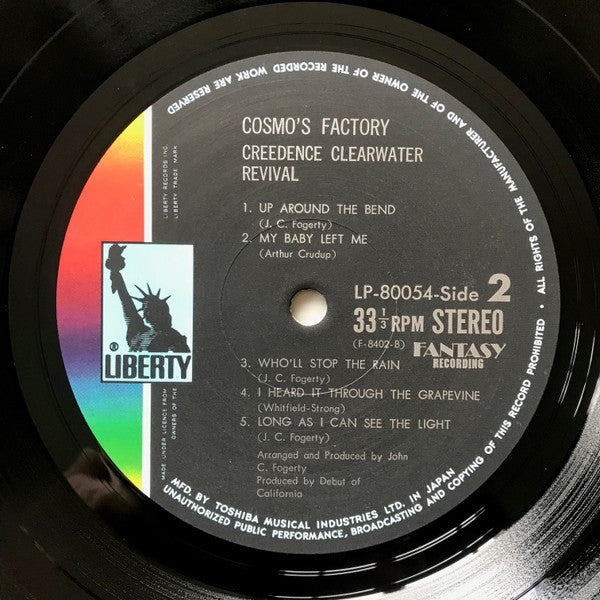 COSMO'S FACTORY
CREEDENCE CLEARWATER
REVIVAL
1. UP AROUND THE BEND
(J. C. Fogerty)
2. MY BABY LEFT ME
(Arthur Crudup)
LP-80054-Side 2
33 1/3 RPM STEREO
(F-8402-B) FANTASY
RECORDING
3. WHO'LL STOP THE RAIN
(J. C. Fogerty)
4. I HEARD IT THROUGH THE GRAPEVINE
(Whitfield-Strong)
5. LONG AS I CAN SEE THE LIGHT
(J. C. Fogerty)
Arranged and Produced by John
C. Fogerty
Produced by Debut of
California
® LIBERTY
LIBERTY RECORDS INC.
LIBERTY TRADE MARK
MADE UNDER LICENCE FROM
OWNERS OF THE
MFD. BY TOSHIBA MUSICAL INDUSTRIES LTD. IN JAPAN
ALL RIGHTS OF THE MANUFACTURER AND OF THE OWNER OF THE RECORDED WORK ARE RESERVED
UNAUTHORIZED PUBLIC PERFORMANCE, BROADCASTING AND COPYING OF THIS RECORD PROHIBITED.